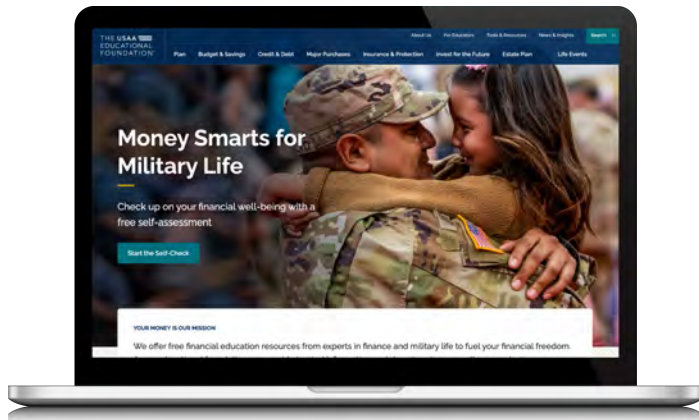 THE USAA
EDUCATIONAL
FOUNDATION
About Us For Educators Tools & Resources News & Insights Search
Plan Budget & Savings Credit & Debt Major Purchases Insurance & Protection Invest for the Future Estate Plan Life Events
Money Smarts for
Military Life
Check up on your financial well-being with a
free self-assessment
Start the Self-Check
YOUR MONEY IS OUR MISSION
We offer free financial education resources from experts in finance and military life to fuel your financial freedom.